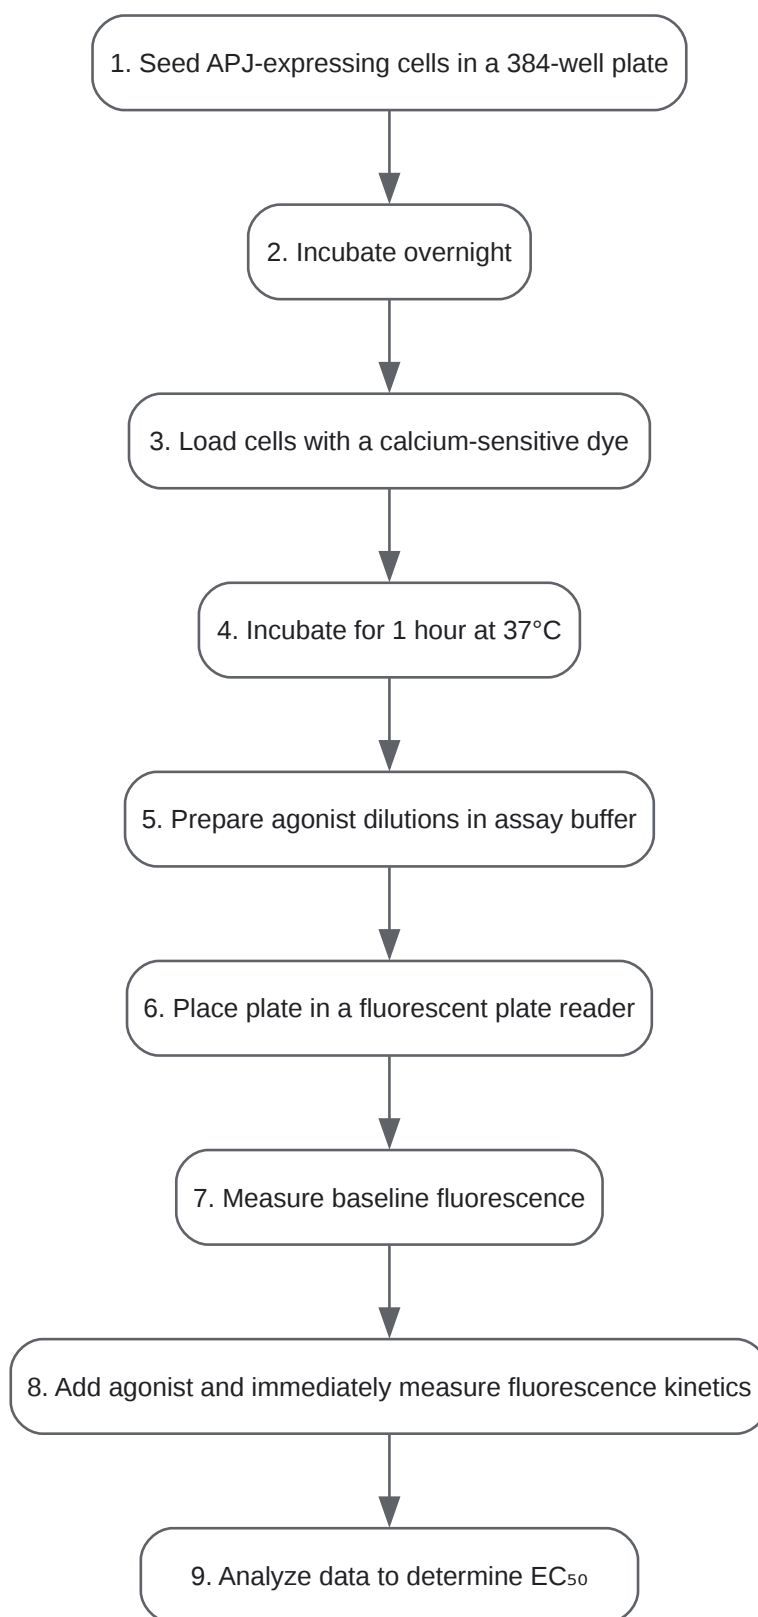 1. Seed APJ-expressing cells in a 384-well plate
2. Incubate overnight
3. Load cells with a calcium-sensitive dye
4. Incubate for 1 hour at 37°C
5. Prepare agonist dilutions in assay buffer
6. Place plate in a fluorescent plate reader
7. Measure baseline fluorescence
8. Add agonist and immediately measure fluorescence kinetics
9. Analyze data to determine EC₅₀